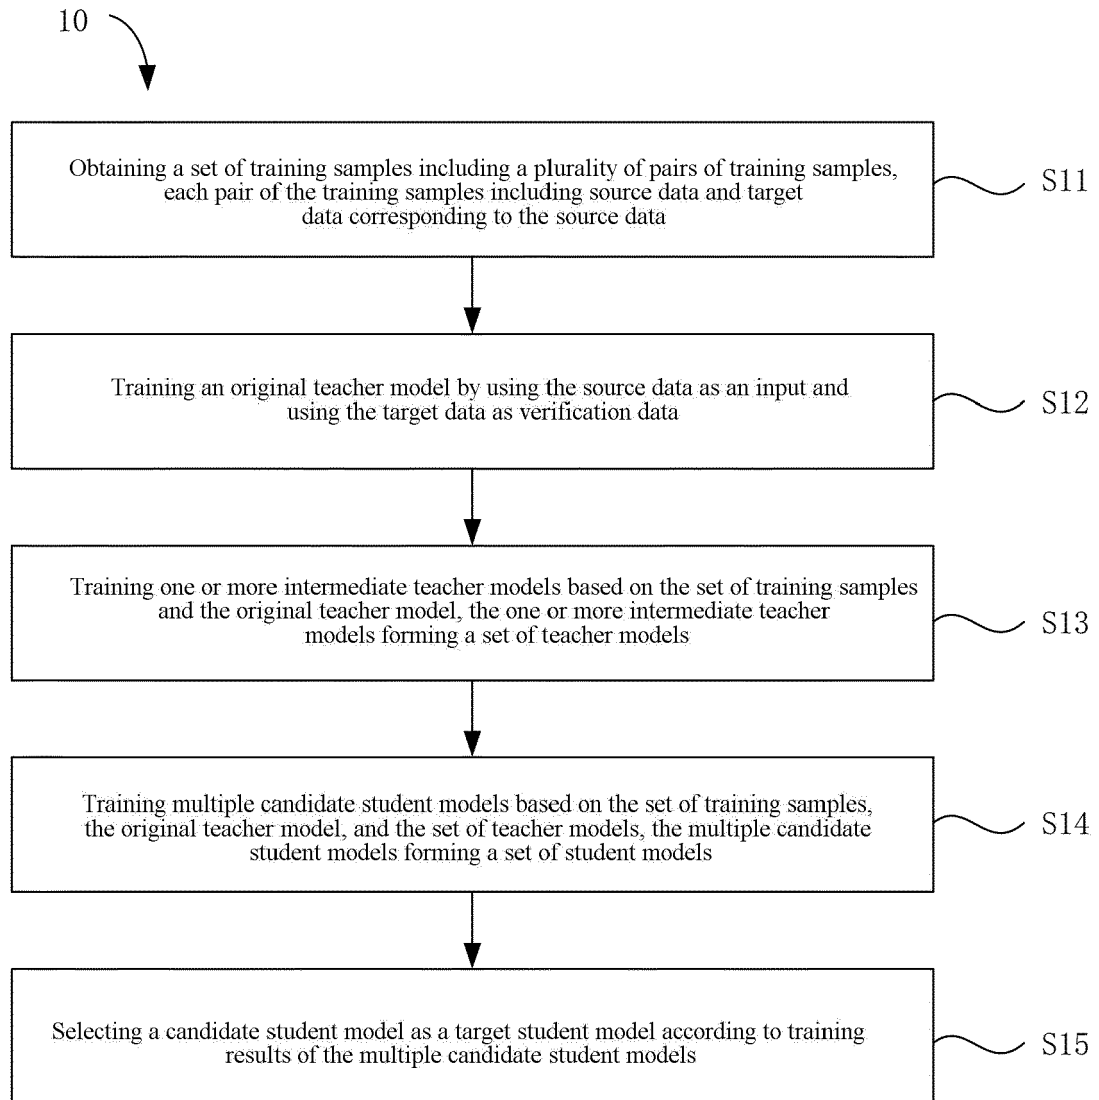 10
Obtaining a set of training samples including a plurality of pairs of training samples,
each pair of the training samples including source data and target
data corresponding to the source data
S11
Training an original teacher model by using the source data as an input and
using the target data as verification data
S12
Training one or more intermediate teacher models based on the set of training samples
and the original teacher model, the one or more intermediate teacher
models forming a set of teacher models
S13
Training multiple candidate student models based on the set of training samples,
the original teacher model, and the set of teacher models, the multiple candidate
student models forming a set of student models
S14
Selecting a candidate student model as a target student model according to training
results of the multiple candidate student models
S15